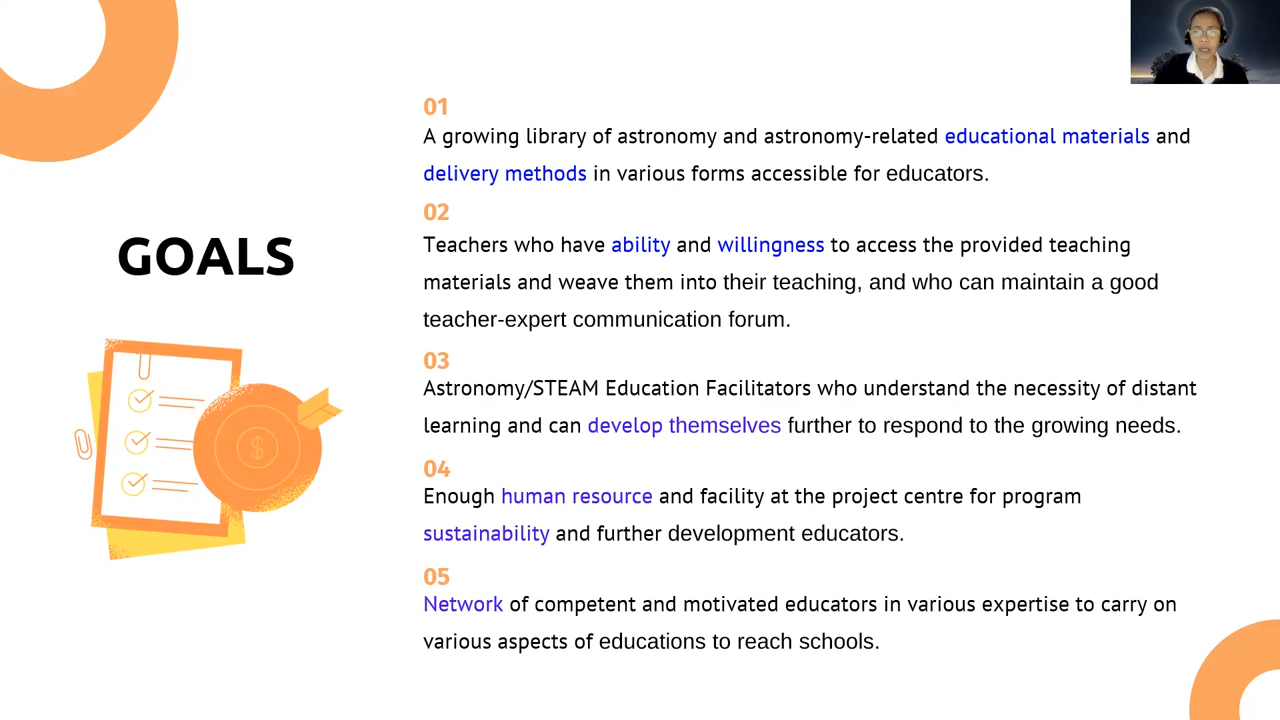 GOALS
01
A growing library of astronomy and astronomy-related educational materials and
delivery methods in various forms accessible for educators.
02
Teachers who have ability and willingness to access the provided teaching
materials and weave them into their teaching, and who can maintain a good
teacher-expert communication forum.
03
Astronomy/STEAM Education Facilitators who understand the necessity of distant
learning and can develop themselves further to respond to the growing needs.
04
Enough human resource and facility at the project centre for program
sustainability and further development educators.
05
Network of competent and motivated educators in various expertise to carry on
various aspects of educations to reach schools.
$